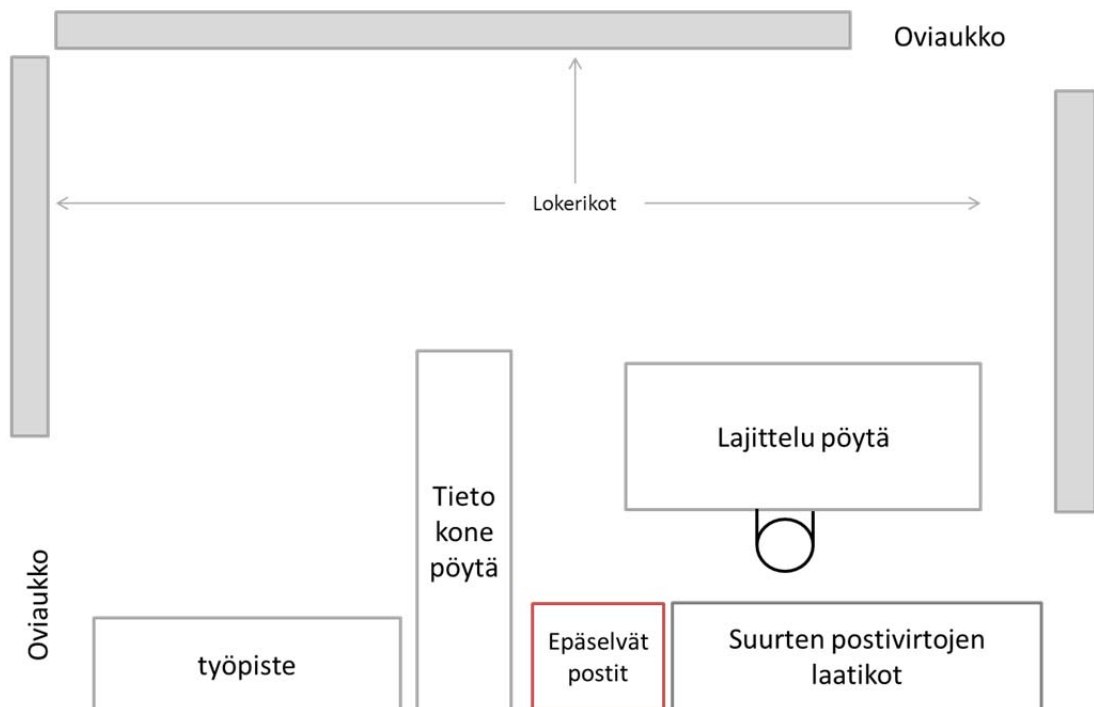 Oviaukko
Lokerikot
Lajittelu pöytä
Tieto
kone
pöytä
Oviaukko
työpiste
Epäselvät
postit
Suurten postivirtojen
laatikot